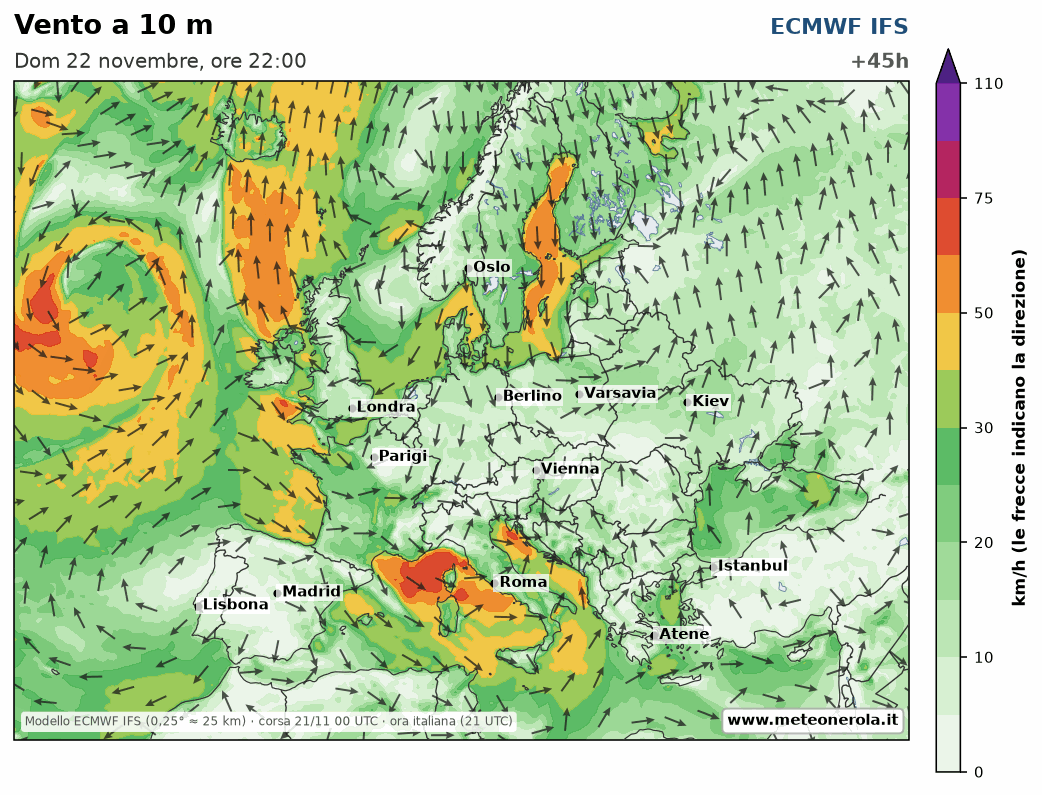 Vento a 10 m
ECMWF IFS
Dom 22 novembre, ore 22:00
+45h
110
75
50
30
20
10
0
km/h (le frecce indicano la direzione)
Oslo
Berlino
Varsavia
Kiev
Londra
Parigi
Vienna
Istanbul
Roma
Madrid
Lisbona
Atene
Modello ECMWF IFS (0,25° ≈ 25 km) · corsa 21/11 00 UTC · ora italiana (21 UTC)
www.meteonerola.it